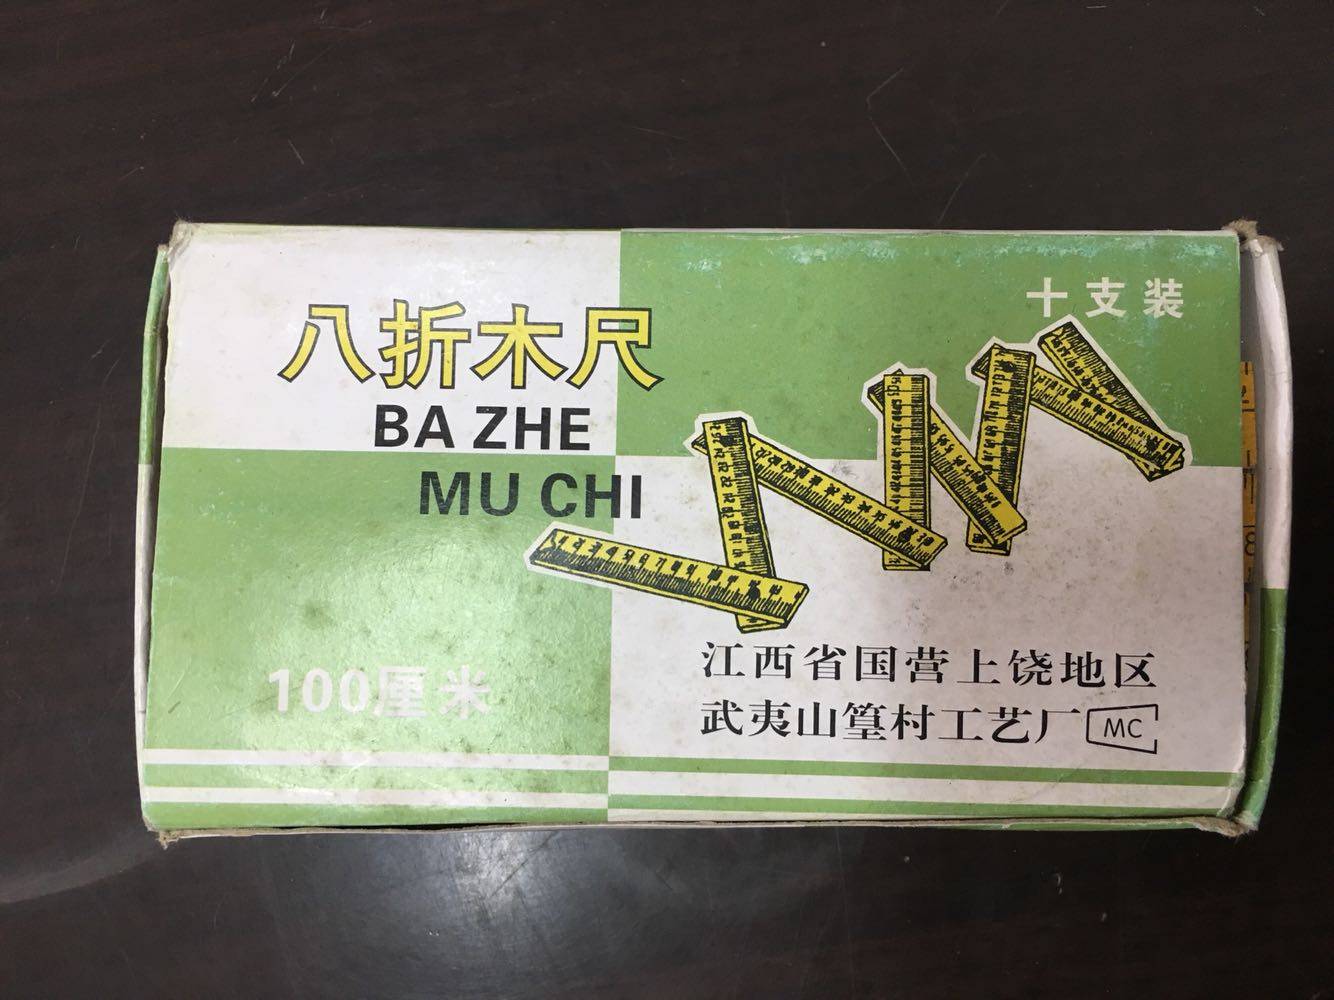 八折木尺
BA ZHE
MU CHI
十支装
100厘米
江西省国营上饶地区
武夷山篁村工艺厂 MC